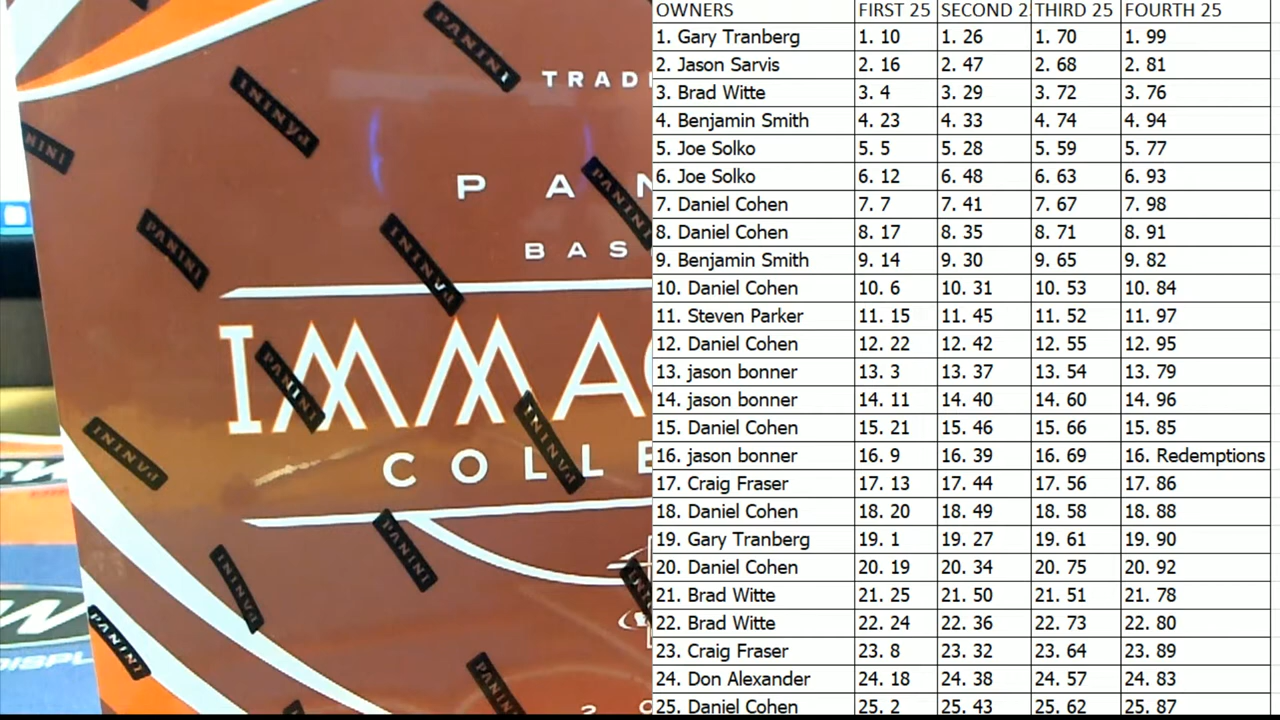 PANINI
PANINI
PANINI
TRAD
PANINI
P A N
PANINI
PANINI
BAS
IMMAC
PANINI
PANINI
PANINI
COLLE
PANINI
PANINI
PANINI
PANINI
DISPL
2 0
OWNERS FIRST 25 SECOND 2 THIRD 25 FOURTH 25
1. Gary Tranberg 1. 10 1. 26 1. 70 1. 99
2. Jason Sarvis 2. 16 2. 47 2. 68 2. 81
3. Brad Witte 3. 4 3. 29 3. 72 3. 76
4. Benjamin Smith 4. 23 4. 33 4. 74 4. 94
5. Joe Solko 5. 5 5. 28 5. 59 5. 77
6. Joe Solko 6. 12 6. 48 6. 63 6. 93
7. Daniel Cohen 7. 7 7. 41 7. 67 7. 98
8. Daniel Cohen 8. 17 8. 35 8. 71 8. 91
9. Benjamin Smith 9. 14 9. 30 9. 65 9. 82
10. Daniel Cohen 10. 6 10. 31 10. 53 10. 84
11. Steven Parker 11. 15 11. 45 11. 52 11. 97
12. Daniel Cohen 12. 22 12. 42 12. 55 12. 95
13. jason bonner 13. 3 13. 37 13. 54 13. 79
14. jason bonner 14. 11 14. 40 14. 60 14. 96
15. Daniel Cohen 15. 21 15. 46 15. 66 15. 85
16. jason bonner 16. 9 16. 39 16. 69 16. Redemptions
17. Craig Fraser 17. 13 17. 44 17. 56 17. 86
18. Daniel Cohen 18. 20 18. 49 18. 58 18. 88
19. Gary Tranberg 19. 1 19. 27 19. 61 19. 90
20. Daniel Cohen 20. 19 20. 34 20. 75 20. 92
21. Brad Witte 21. 25 21. 50 21. 51 21. 78
22. Brad Witte 22. 24 22. 36 22. 73 22. 80
23. Craig Fraser 23. 8 23. 32 23. 64 23. 89
24. Don Alexander 24. 18 24. 38 24. 57 24. 83
25. Daniel Cohen 25. 2 25. 43 25. 62 25. 87